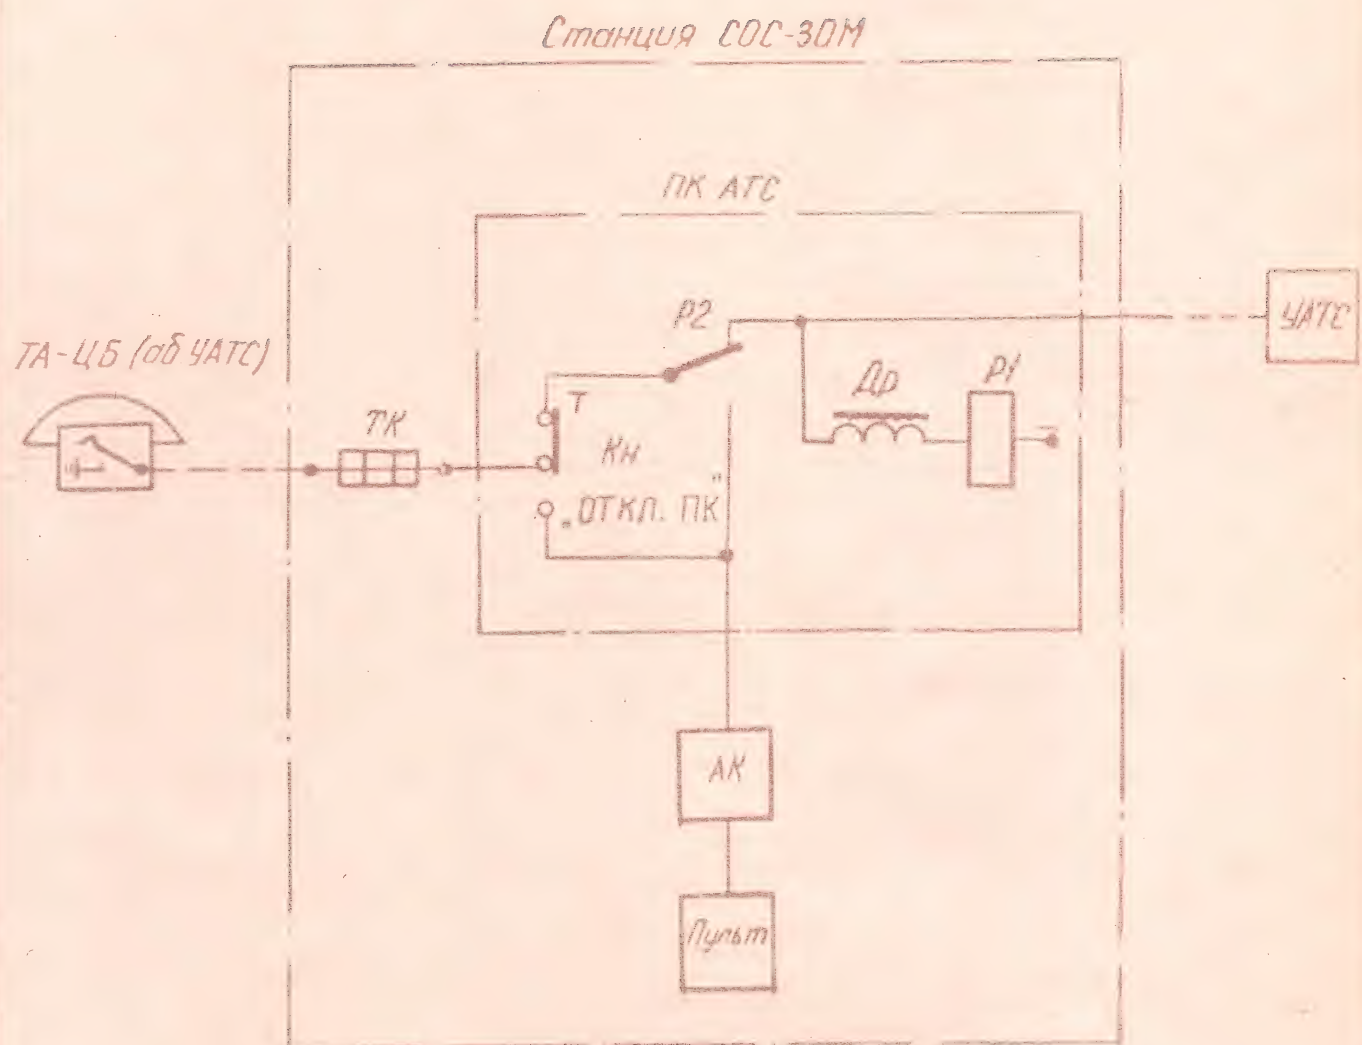 Станция СОС-30М
ПК АТС
Р2
УАТС
ТА-ЦБ (аб УАТС)
Др
Р1
Т
ТК
Кн
„ОТКЛ. ПК"
АК
Пульт